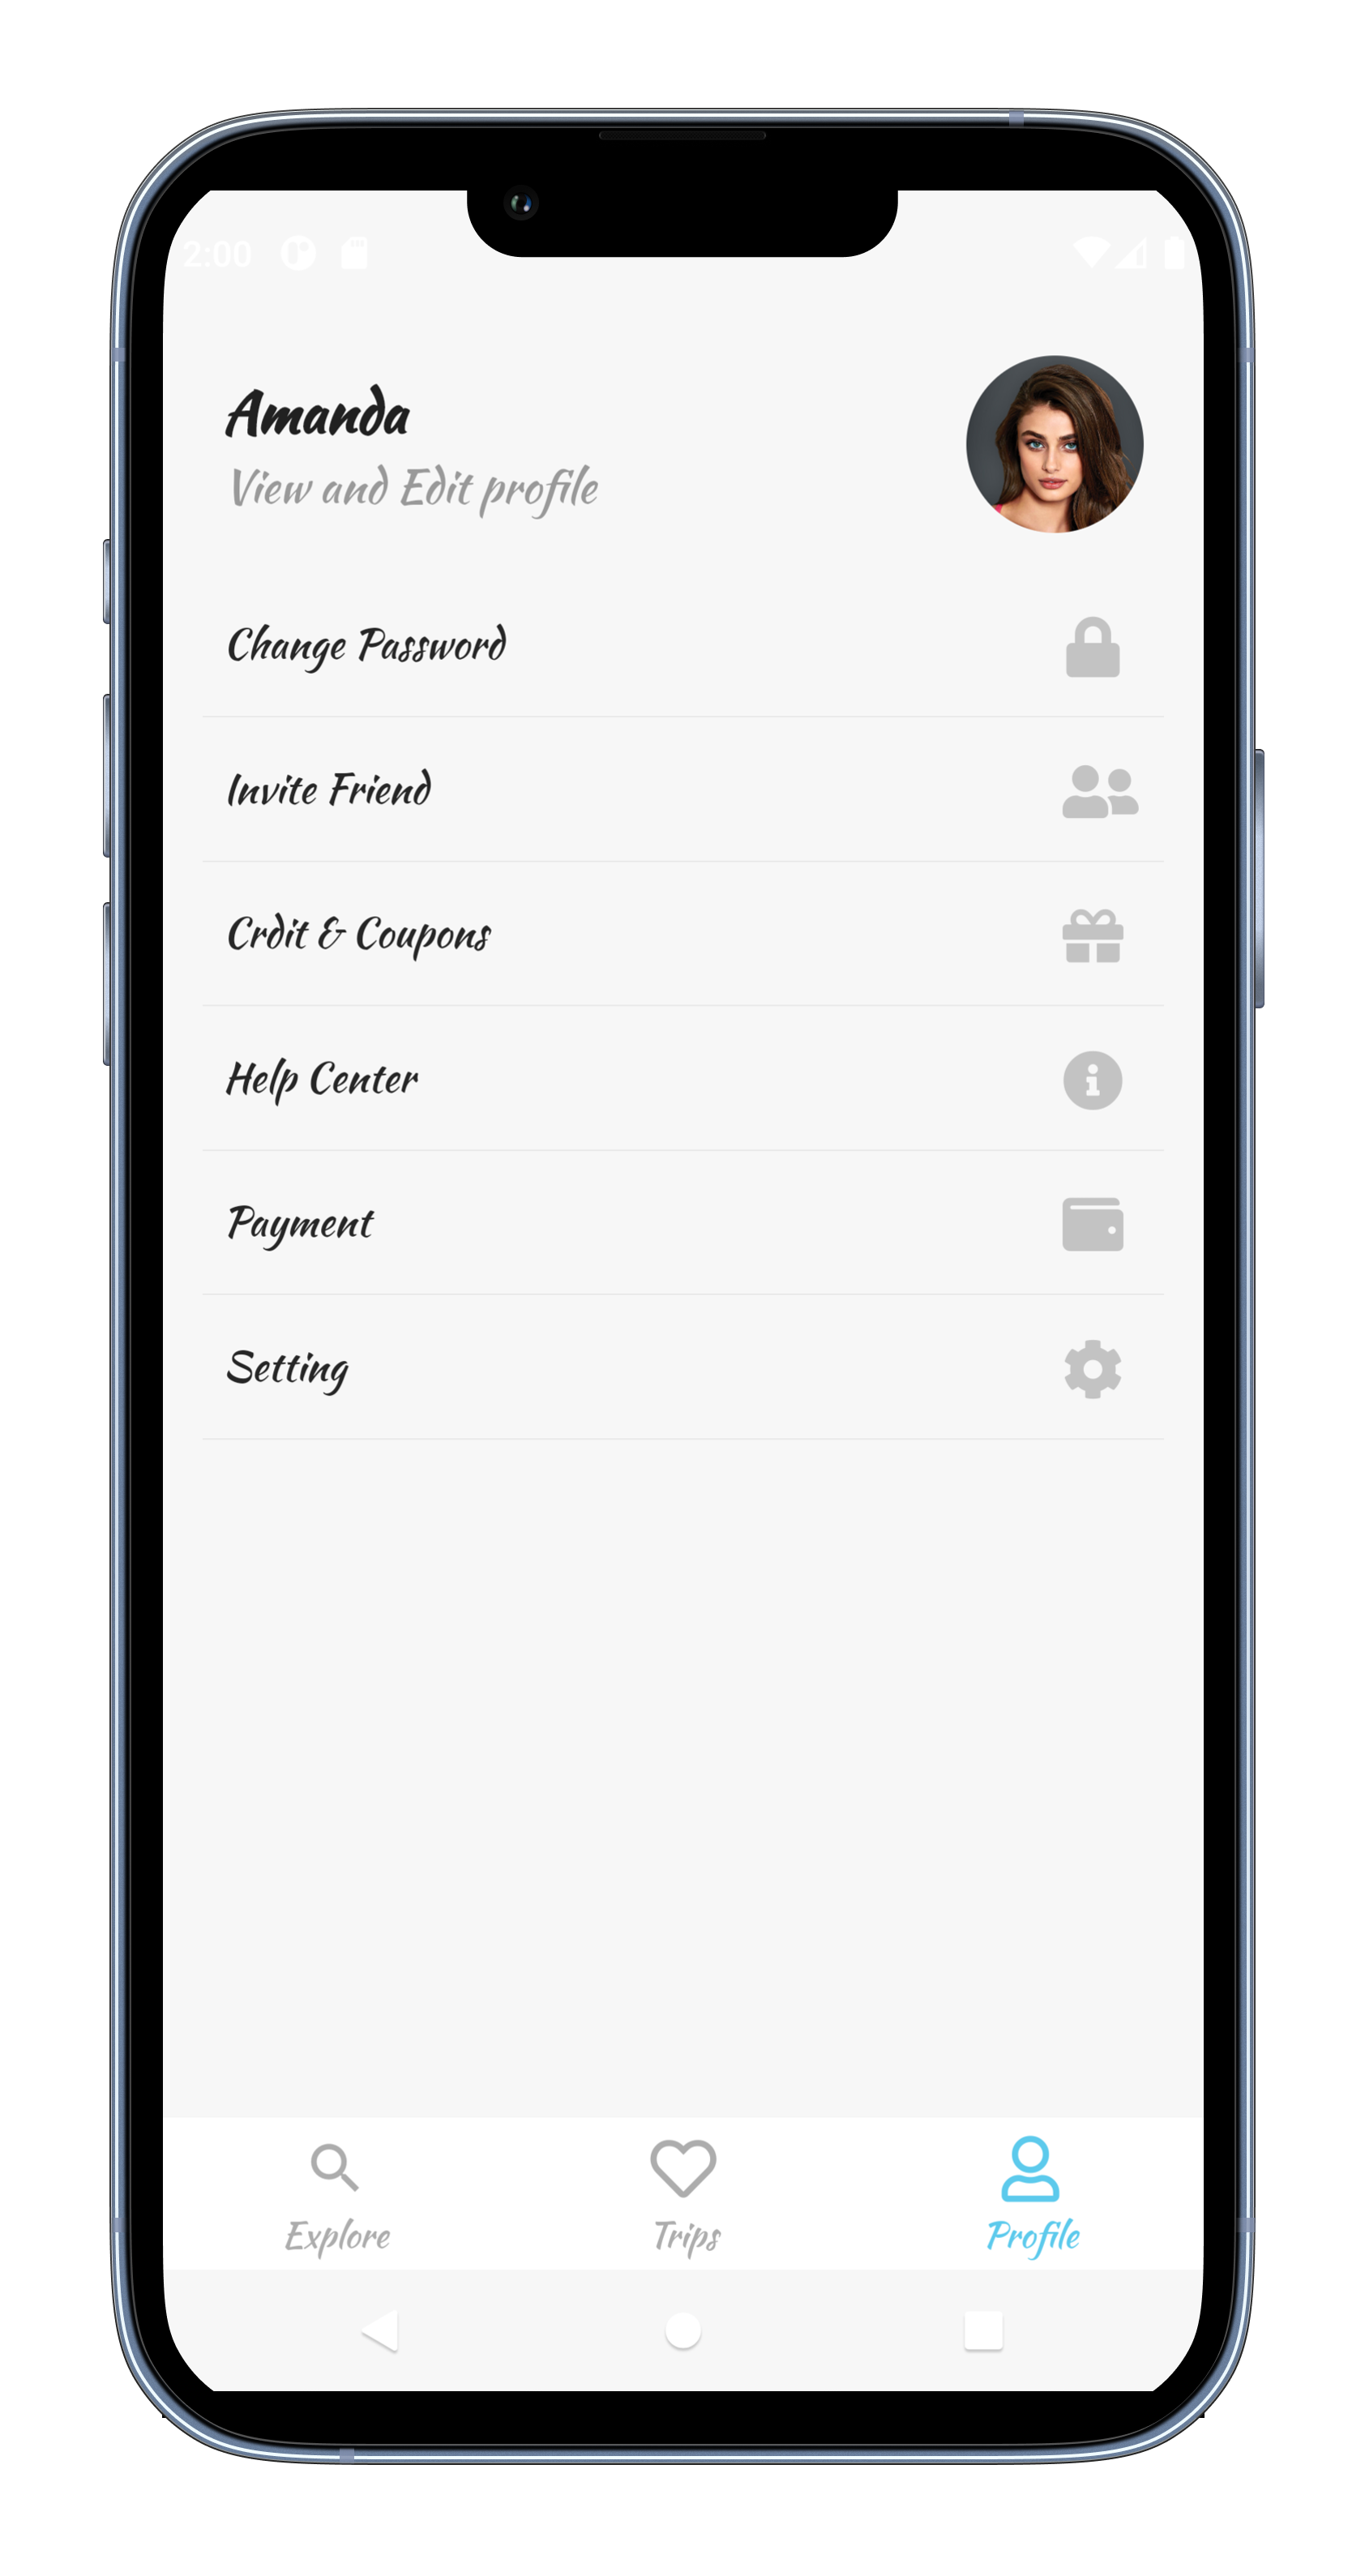 2:00
Amanda
View and Edit profile
Change Password
Invite Friend
Crdit & Coupons
Help Center
Payment
Setting
Explore
Trips
Profile